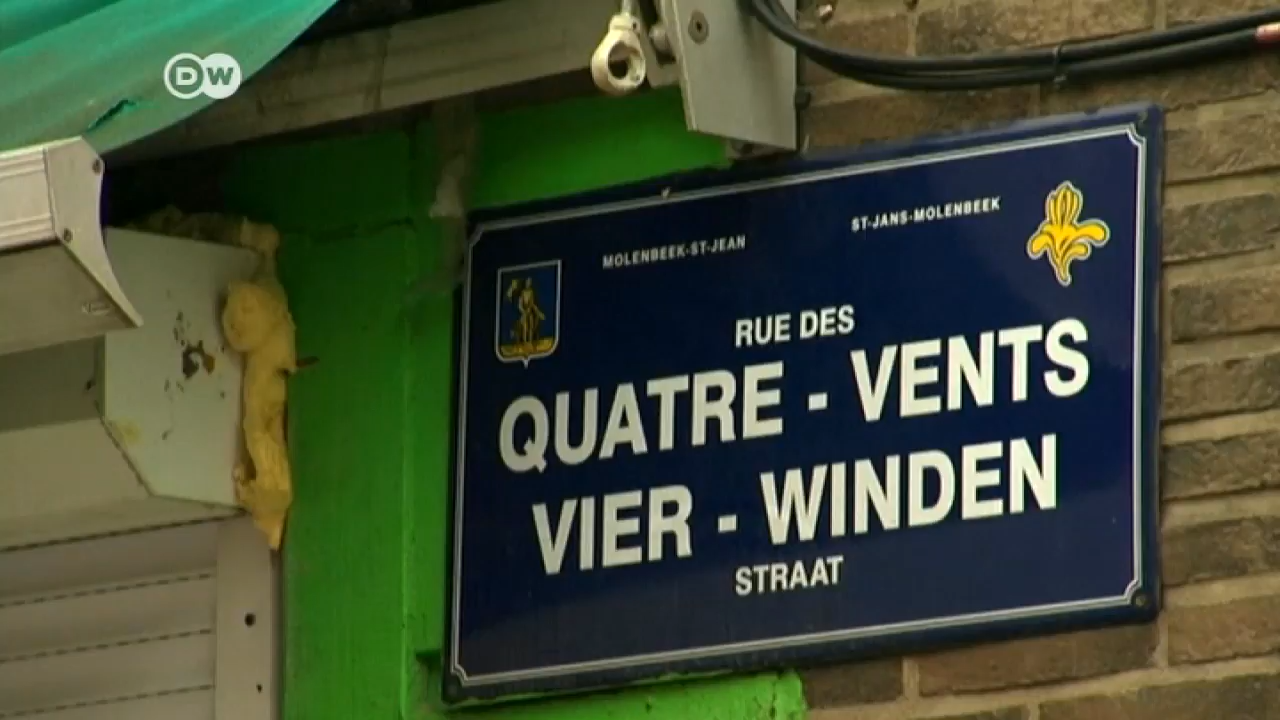 DW
MOLENBEEK-ST-JEAN
ST-JANS-MOLENBEEK
RUE DES
QUATRE - VENTS
VIER - WINDEN
STRAAT